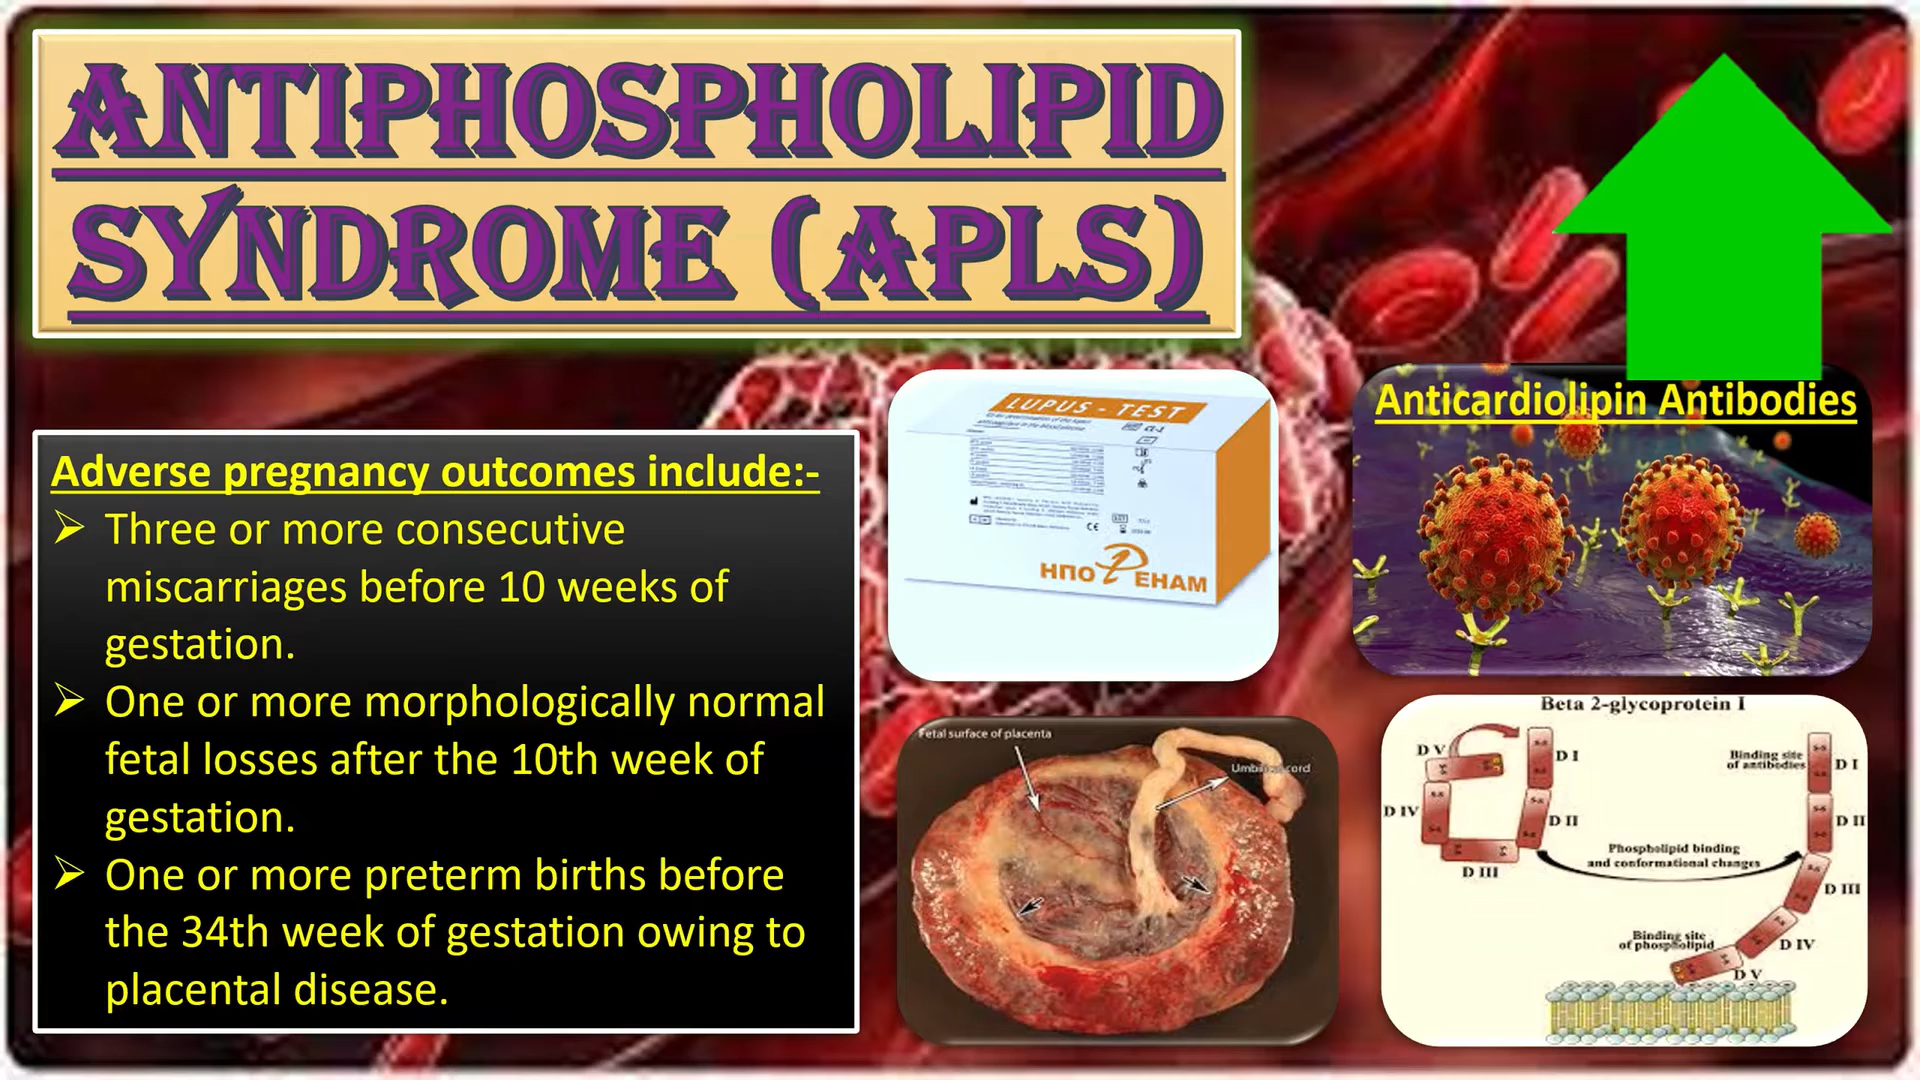 ANTIPHOSPHOLIPID
SYNDROME (APLS)
Adverse pregnancy outcomes include:-
➢ Three or more consecutive
miscarriages before 10 weeks of
gestation.
➢ One or more morphologically normal
fetal losses after the 10th week of
gestation.
➢ One or more preterm births before
the 34th week of gestation owing to
placental disease.
LUPUS - TEST
НПО РЕНАМ
Anticardiolipin Antibodies
Fetal surface of placenta
Umbilical cord
Beta 2-glycoprotein I
D V
D I
D IV
D II
D III
Phospholipid binding
and conformational changes
Binding site
of antibodies
D I
D II
D III
D IV
Binding site
of phospholipid
D V